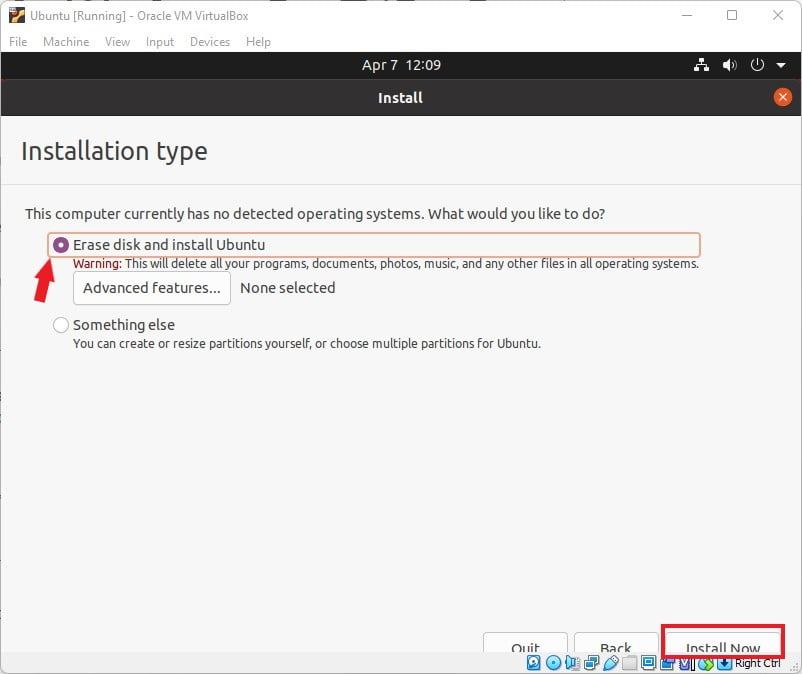 Ubuntu [Running] - Oracle VM VirtualBox
File Machine View Input Devices Help
Apr 7 12:09
Install
Installation type
This computer currently has no detected operating systems. What would you like to do?
Erase disk and install Ubuntu
Warning: This will delete all your programs, documents, photos, music, and any other files in all operating systems.
Advanced features... None selected
Something else
You can create or resize partitions yourself, or choose multiple partitions for Ubuntu.
Quit Back Install Now
Right Ctrl